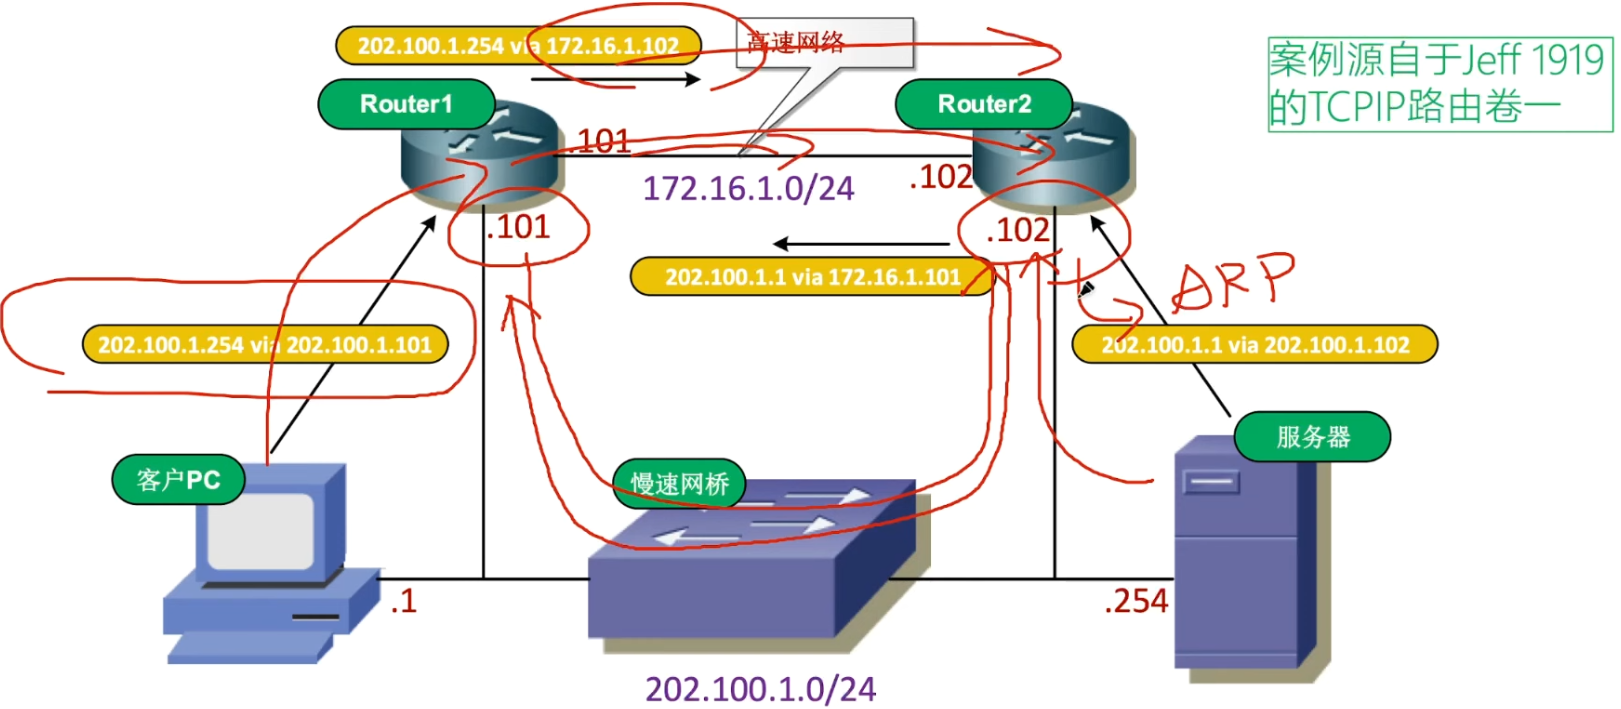 202.100.1.254 via 172.16.1.102
高速网络
案例源自于Jeff 1919
的TCPIP路由卷一
Router1
Router2
.101
172.16.1.0/24
.102
.101
.102
202.100.1.1 via 172.16.1.101
ARP
202.100.1.254 via 202.100.1.101
202.100.1.1 via 202.100.1.102
服务器
客户PC
慢速网桥
.1
.254
202.100.1.0/24